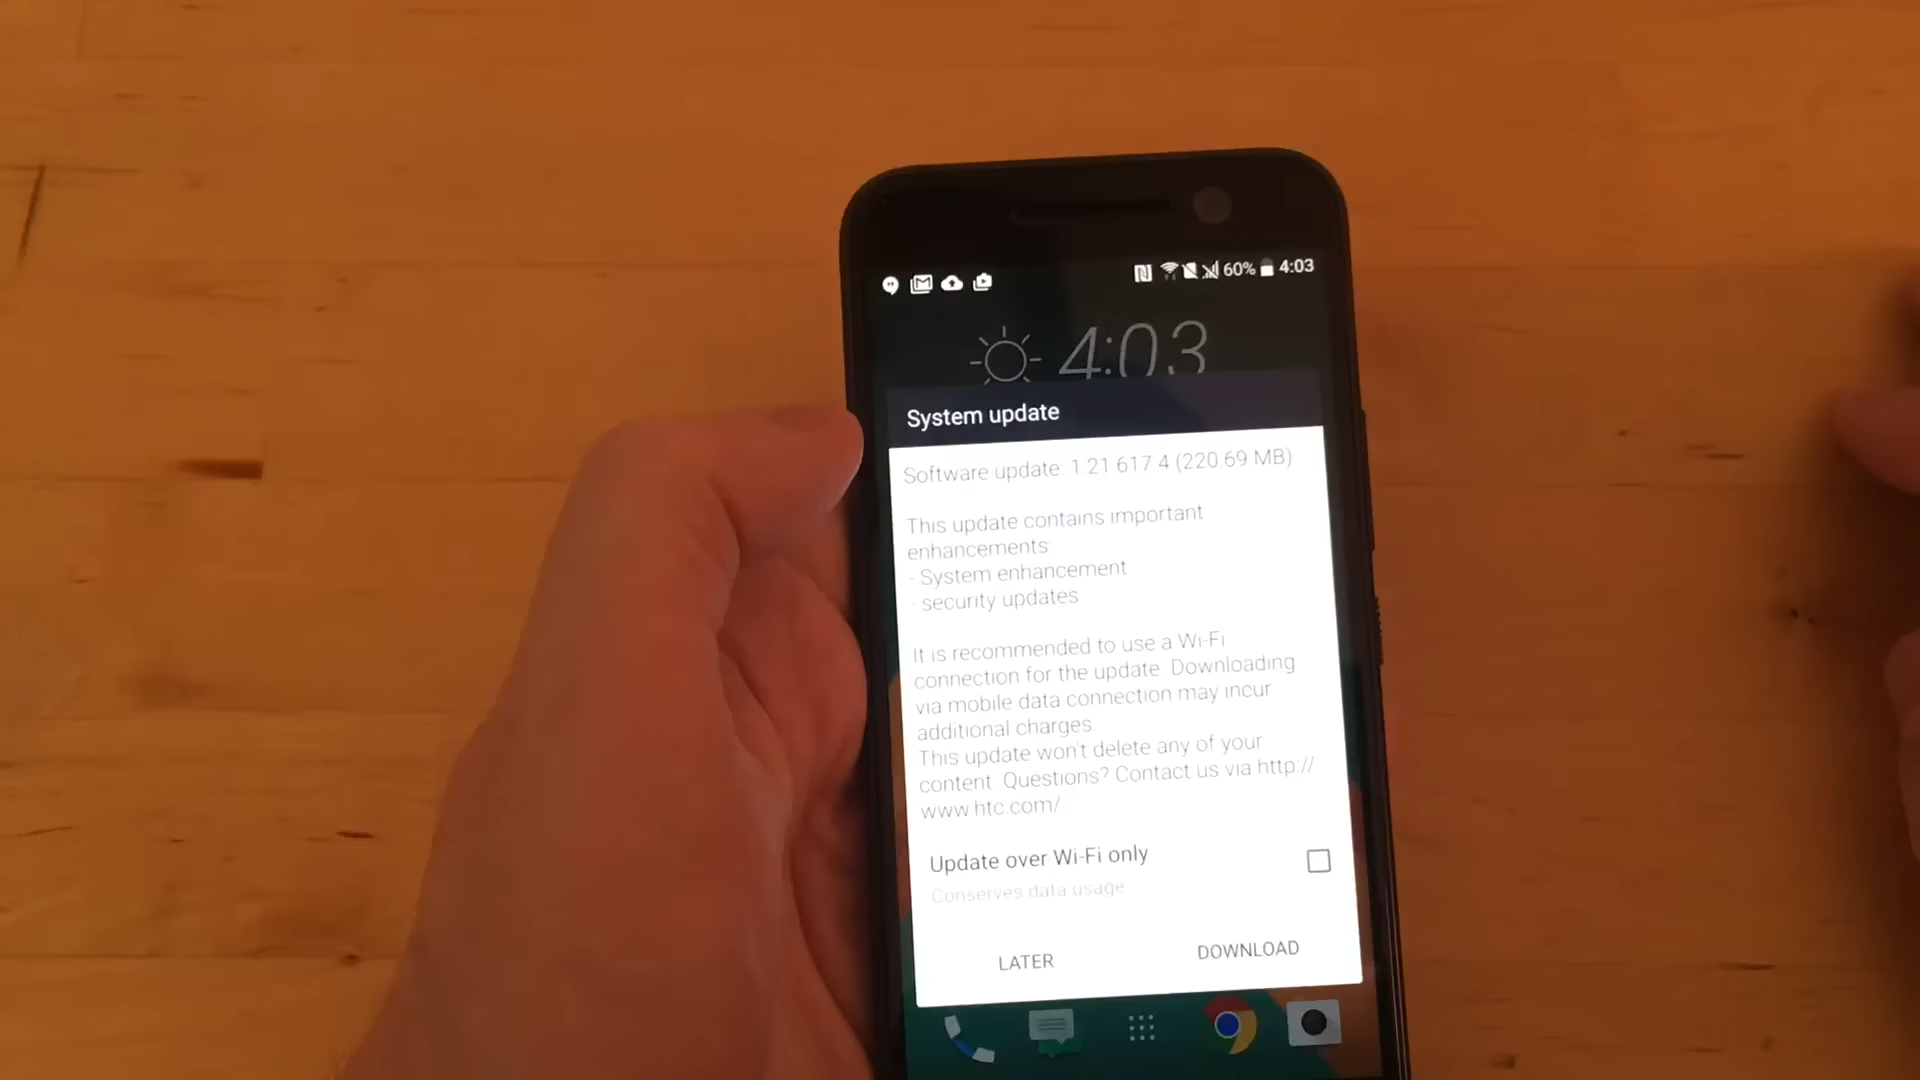 60% 4:03
4:03
System update
Software update: 1.21.617.4 (220.69 MB)
This update contains important
enhancements:
- System enhancement
- security updates
It is recommended to use a Wi-Fi
connection for the update. Downloading
via mobile data connection may incur
additional charges.
This update won't delete any of your
content. Questions? Contact us via http://
www.htc.com/
Update over Wi-Fi only
Conserves data usage
LATER
DOWNLOAD